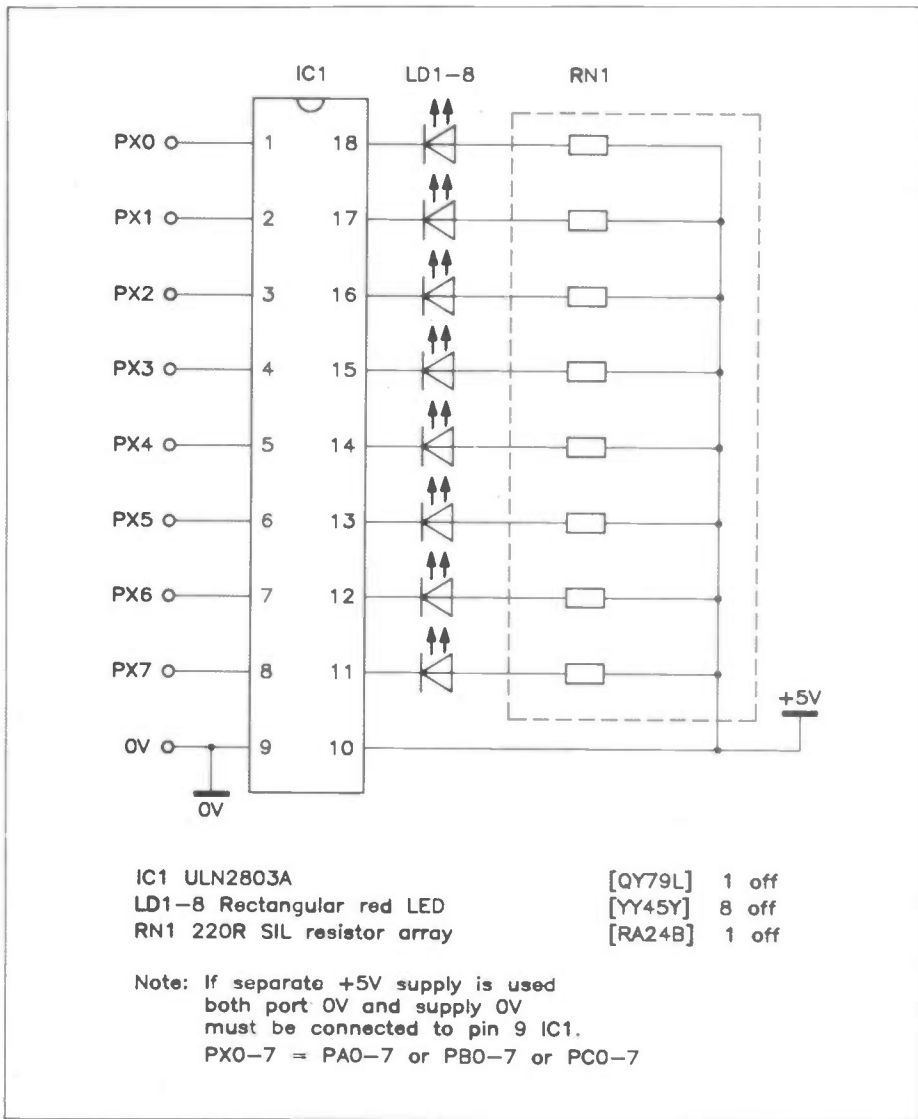 IC1 LD1-8 RN1
PX0 1 18
PX1 2 17
PX2 3 16
PX3 4 15
PX4 5 14
PX5 6 13
PX6 7 12
PX7 8 11
+5V
0V 9 10
0V
IC1 ULN2803A [QY79L] 1 off
LD1-8 Rectangular red LED [YY45Y] 8 off
RN1 220R SIL resistor array [RA24B] 1 off
Note: If separate +5V supply is used
both port 0V and supply 0V
must be connected to pin 9 IC1.
PX0-7 = PA0-7 or PB0-7 or PC0-7